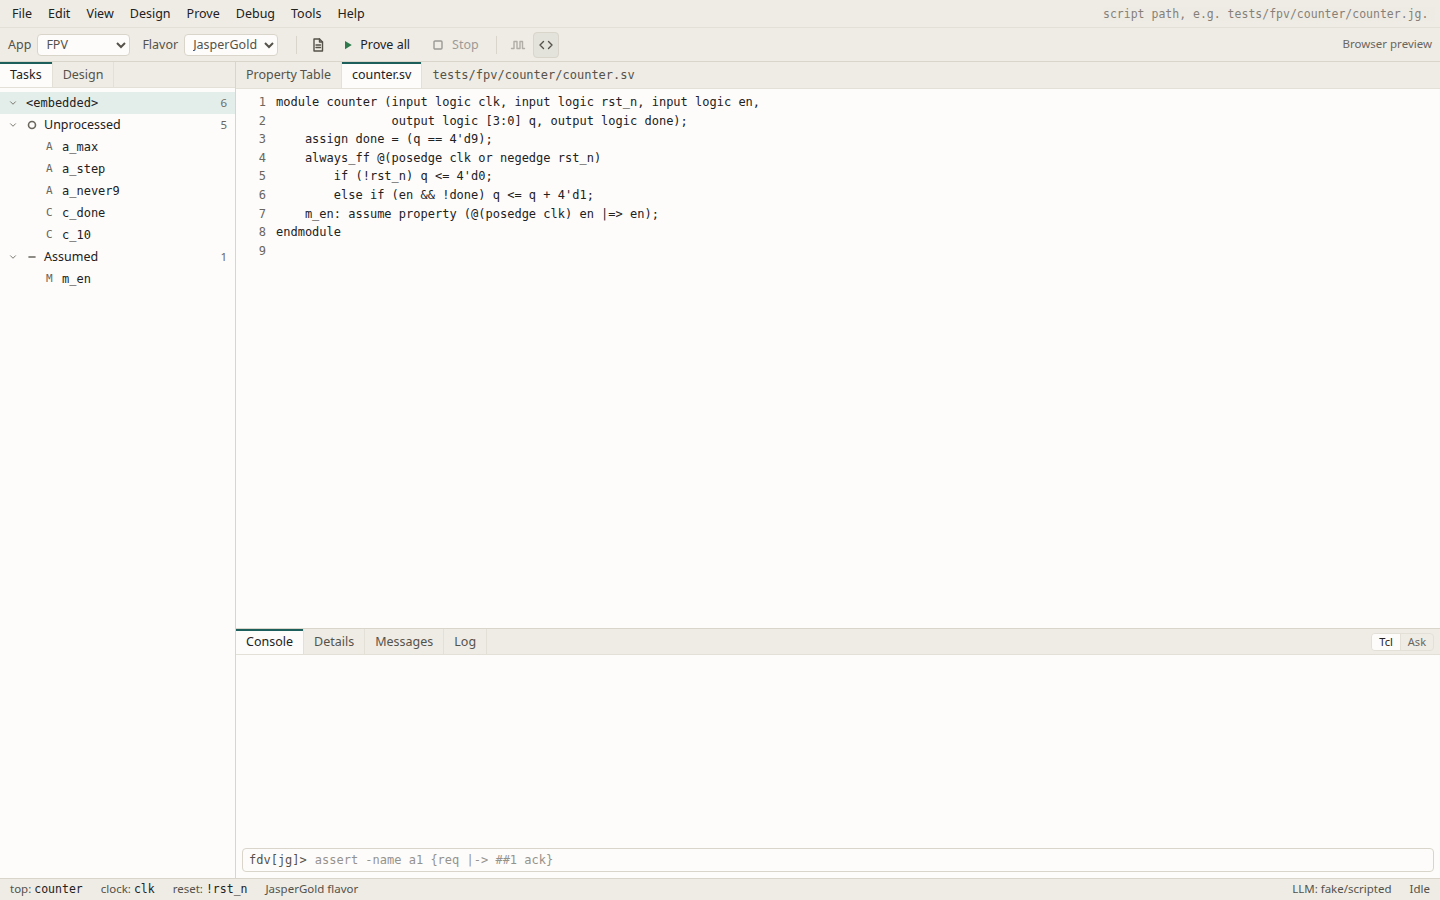 File Edit View Design Prove Debug Tools Help script path, e.g. tests/fpv/counter/counter.jg.
App FPV Flavor JasperGold Prove all Stop Browser preview
Tasks Design Property Table counter.sv tests/fpv/counter/counter.sv
<embedded> 6
Unprocessed 5
A a_max
A a_step
A a_never9
C c_done
C c_10
Assumed 1
M m_en
1 module counter (input logic clk, input logic rst_n, input logic en,
2 output logic [3:0] q, output logic done);
3 assign done = (q == 4'd9);
4 always_ff @(posedge clk or negedge rst_n)
5 if (!rst_n) q <= 4'd0;
6 else if (en && !done) q <= q + 4'd1;
7 m_en: assume property (@(posedge clk) en |=> en);
8 endmodule
9
Console Details Messages Log Tcl Ask
fdv[jg]> assert -name a1 {req |-> ##1 ack}
top: counter clock: clk reset: !rst_n JasperGold flavor LLM: fake/scripted Idle